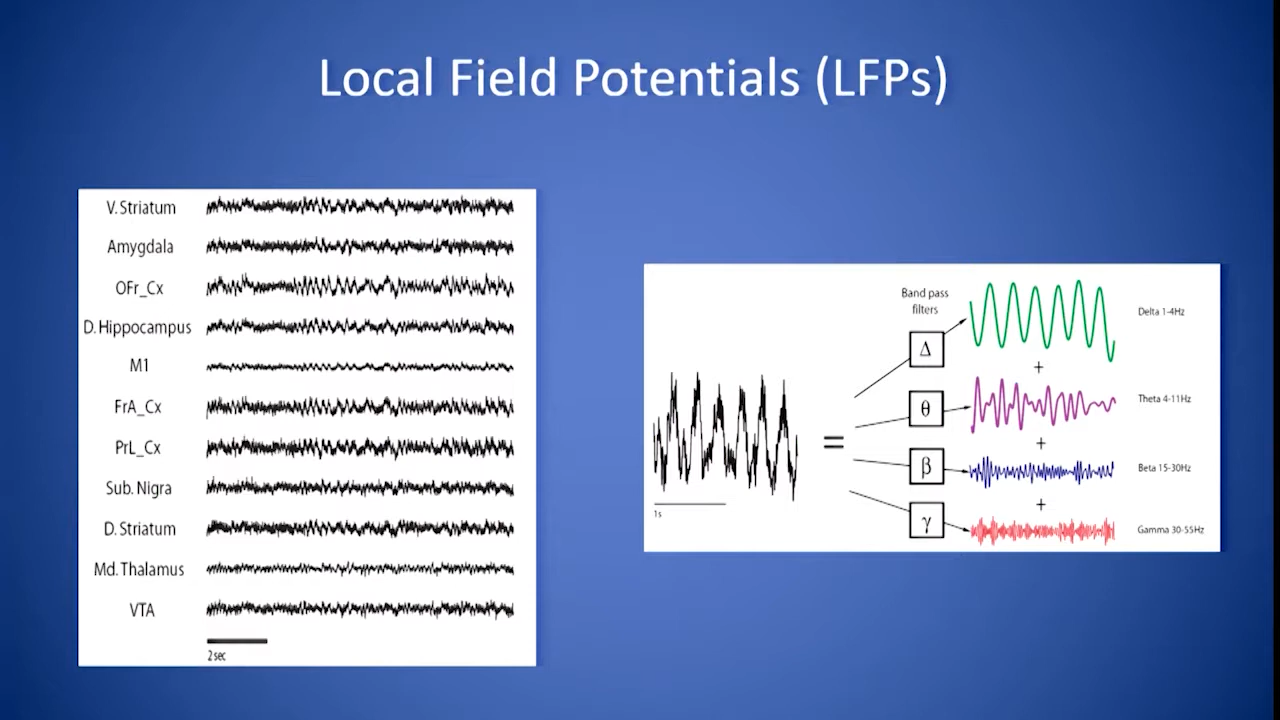 Local Field Potentials (LFPs)
V. Striatum
Amygdala
OFr_Cx
D. Hippocampus
M1
FrA_Cx
PrL_Cx
Sub. Nigra
D. Striatum
Md. Thalamus
VTA
2 sec
1s
=
Band pass
filters
Δ
Delta 1-4Hz
+
θ
Theta 4-11Hz
+
β
Beta 15-30Hz
+
γ
Gamma 30-55Hz